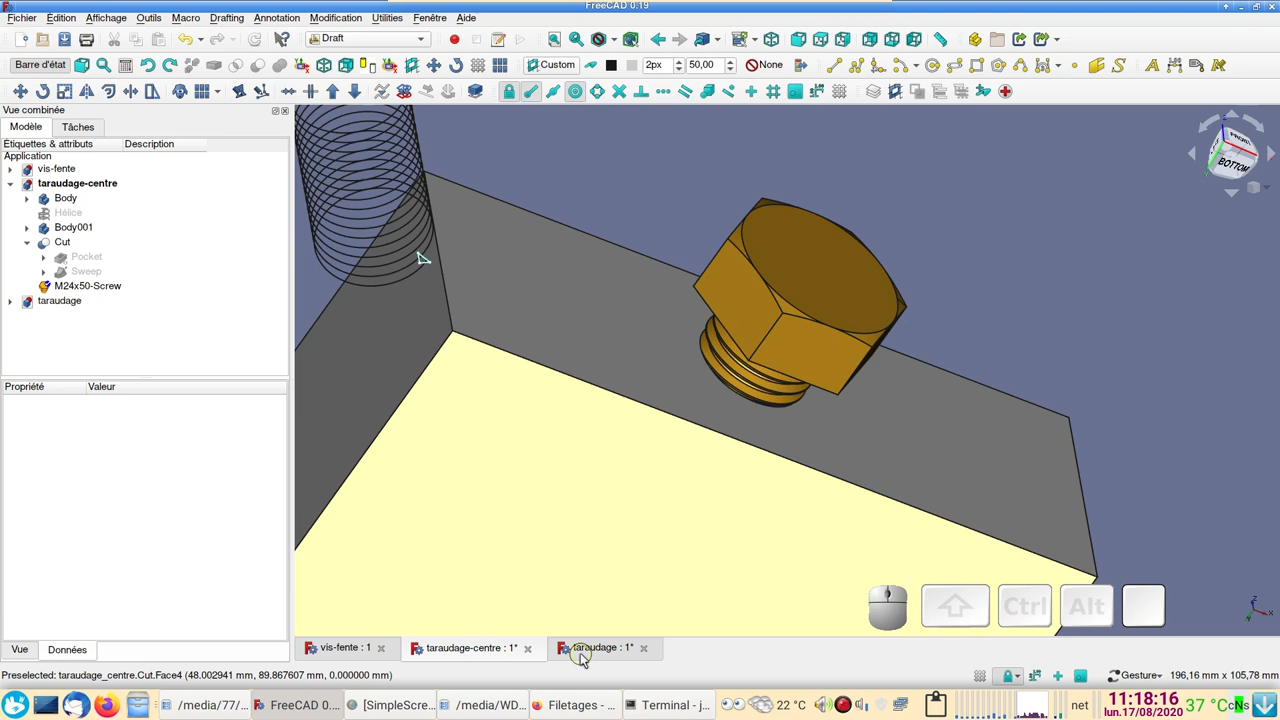 FreeCAD 0.19
Fichier Édition Affichage Outils Macro Drafting Annotation Modification Utilities Fenêtre Aide
Draft
Barre d'état Custom 2px 50,00 None
Vue combinée
Modèle Tâches
Étiquettes & attributs Description
Application
vis-fente
taraudage-centre
Body
Hélice
Body001
Cut
Pocket
Sweep
M24x50-Screw
taraudage
Propriété Valeur
FRONT
BOTTOM
Ctrl Alt
Vue Données
vis-fente : 1 taraudage-centre : 1* taraudage : 1*
Preselected: taraudage_centre.Cut.Face4 (48.002941 mm, 89.867607 mm, 0.000000 mm) Gesture 196,16 mm x 105,78 mm
/media/77/... FreeCAD 0.... [SimpleScre... /media/WD... Filetages - ... Terminal - j... 22 °C net 11:18:16 lun.17/08/2020 37 °C